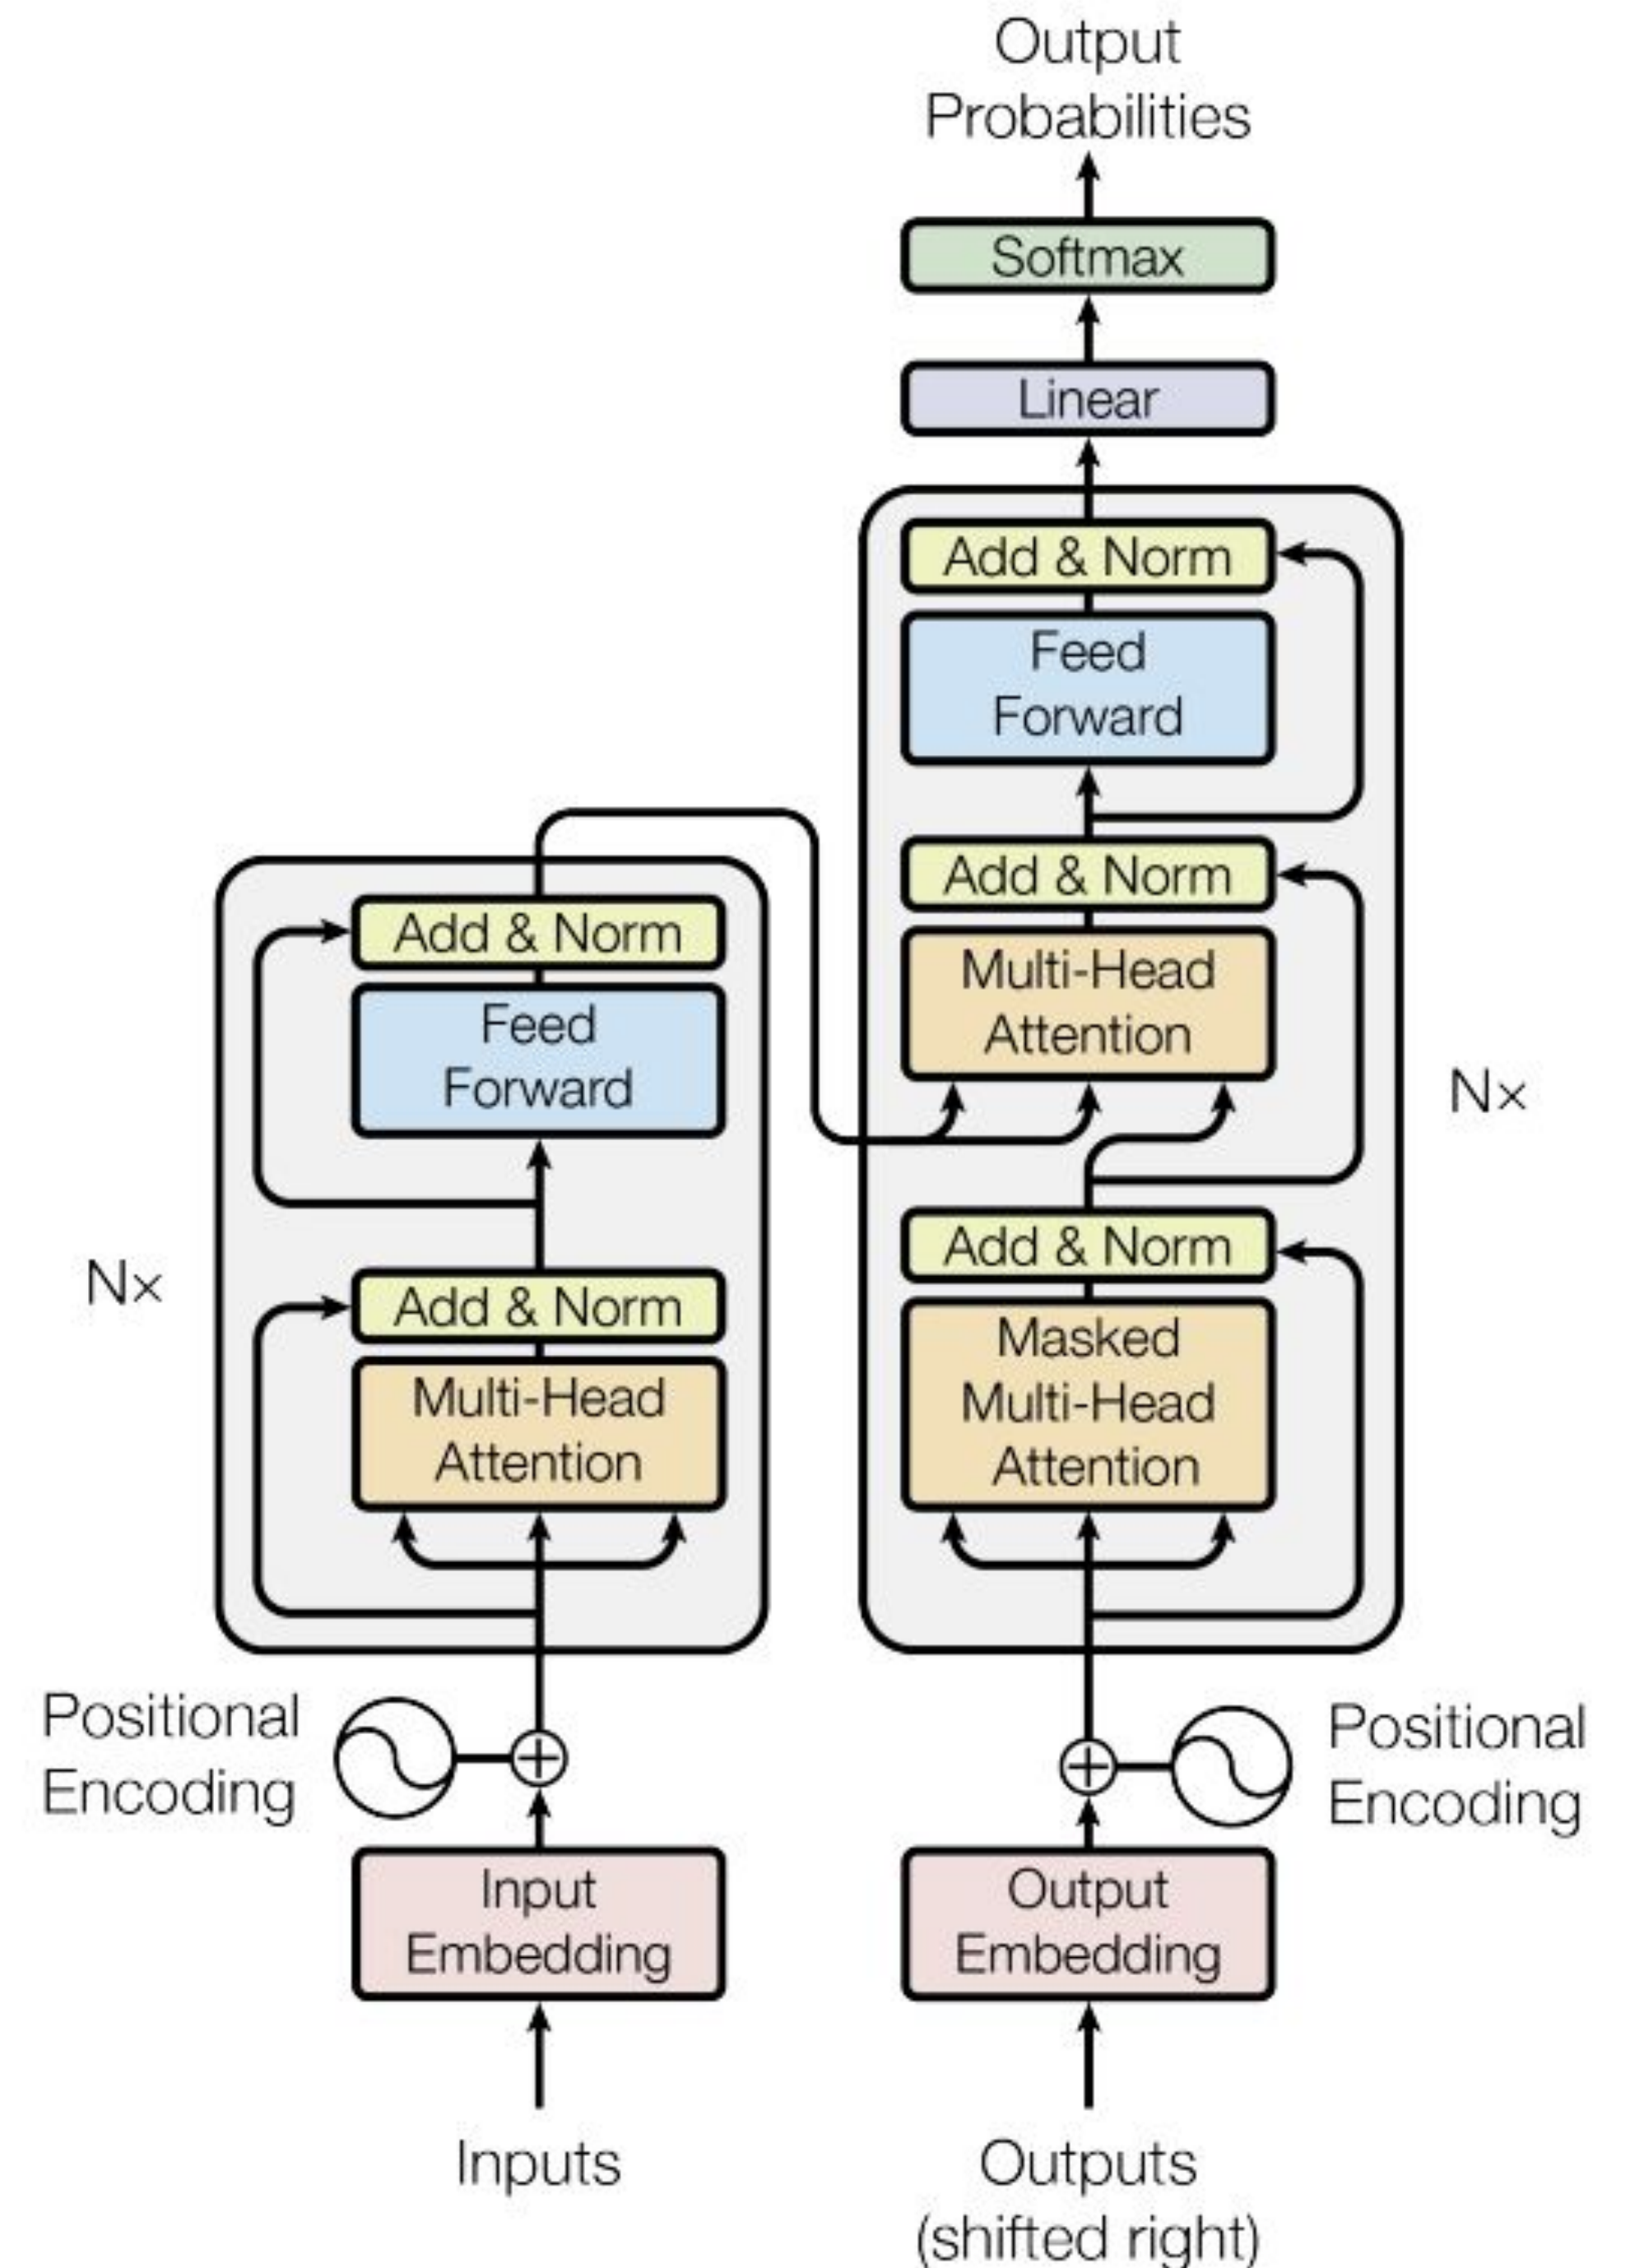 Output
Probabilities
Softmax
Linear
Add & Norm
Feed
Forward
Add & Norm
Multi-Head
Attention
Add & Norm
Masked
Multi-Head
Attention
N×
Add & Norm
Feed
Forward
Add & Norm
Multi-Head
Attention
N×
Positional
Encoding
Positional
Encoding
Input
Embedding
Output
Embedding
Inputs
Outputs
(shifted right)